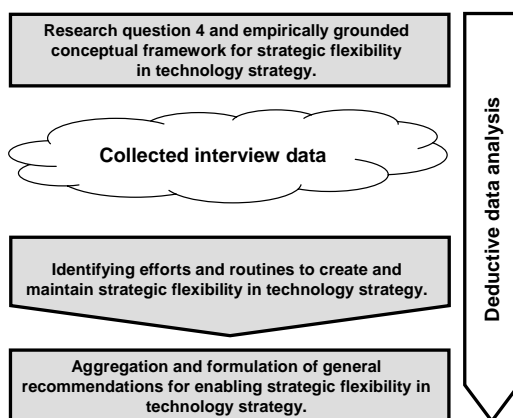 Research question 4 and empirically grounded
conceptual framework for strategic flexibility
in technology strategy.
Collected interview data
Identifying efforts and routines to create and
maintain strategic flexibility in technology strategy.
Aggregation and formulation of general
recommendations for enabling strategic flexibility in
technology strategy.
Deductive data analysis